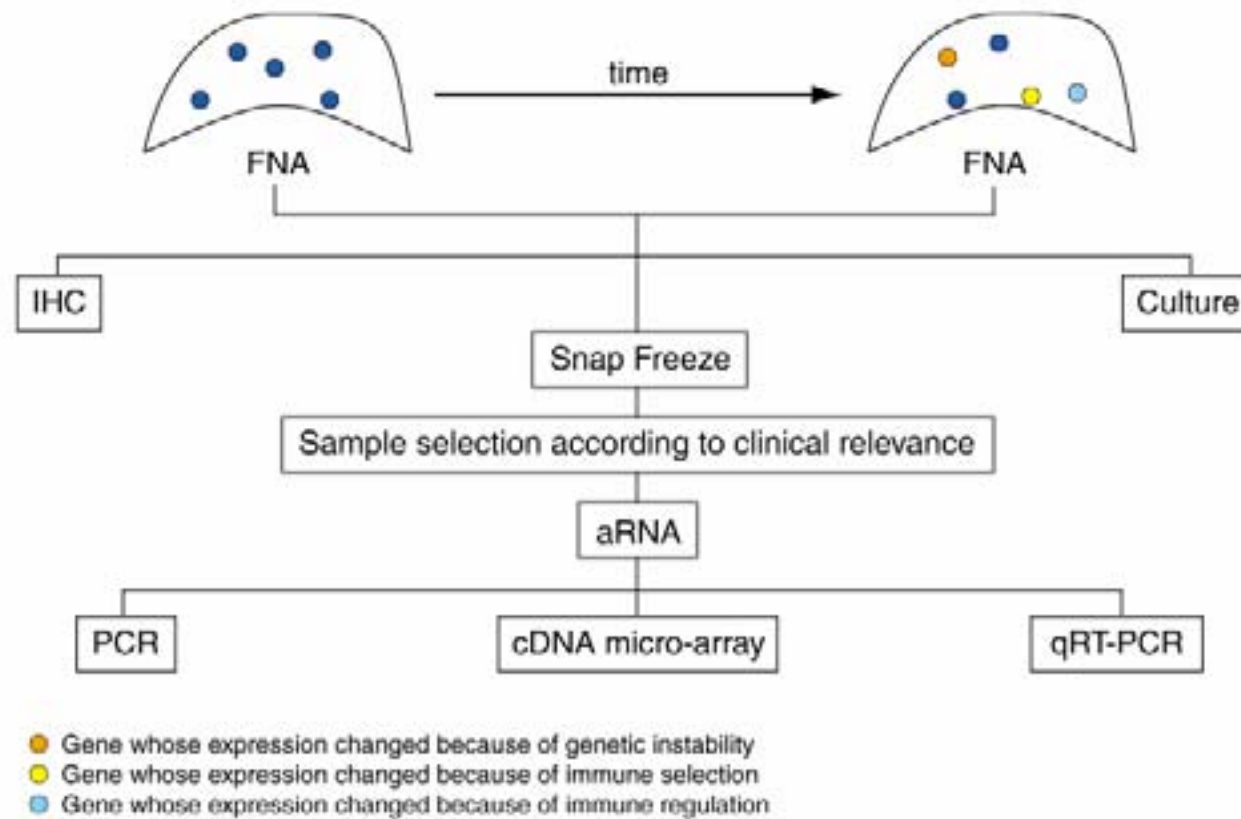 time
FNA
FNA
IHC
Culture
Snap Freeze
Sample selection according to clinical relevance
aRNA
PCR
cDNA micro-array
qRT-PCR
Gene whose expression changed because of genetic instability
Gene whose expression changed because of immune selection
Gene whose expression changed because of immune regulation